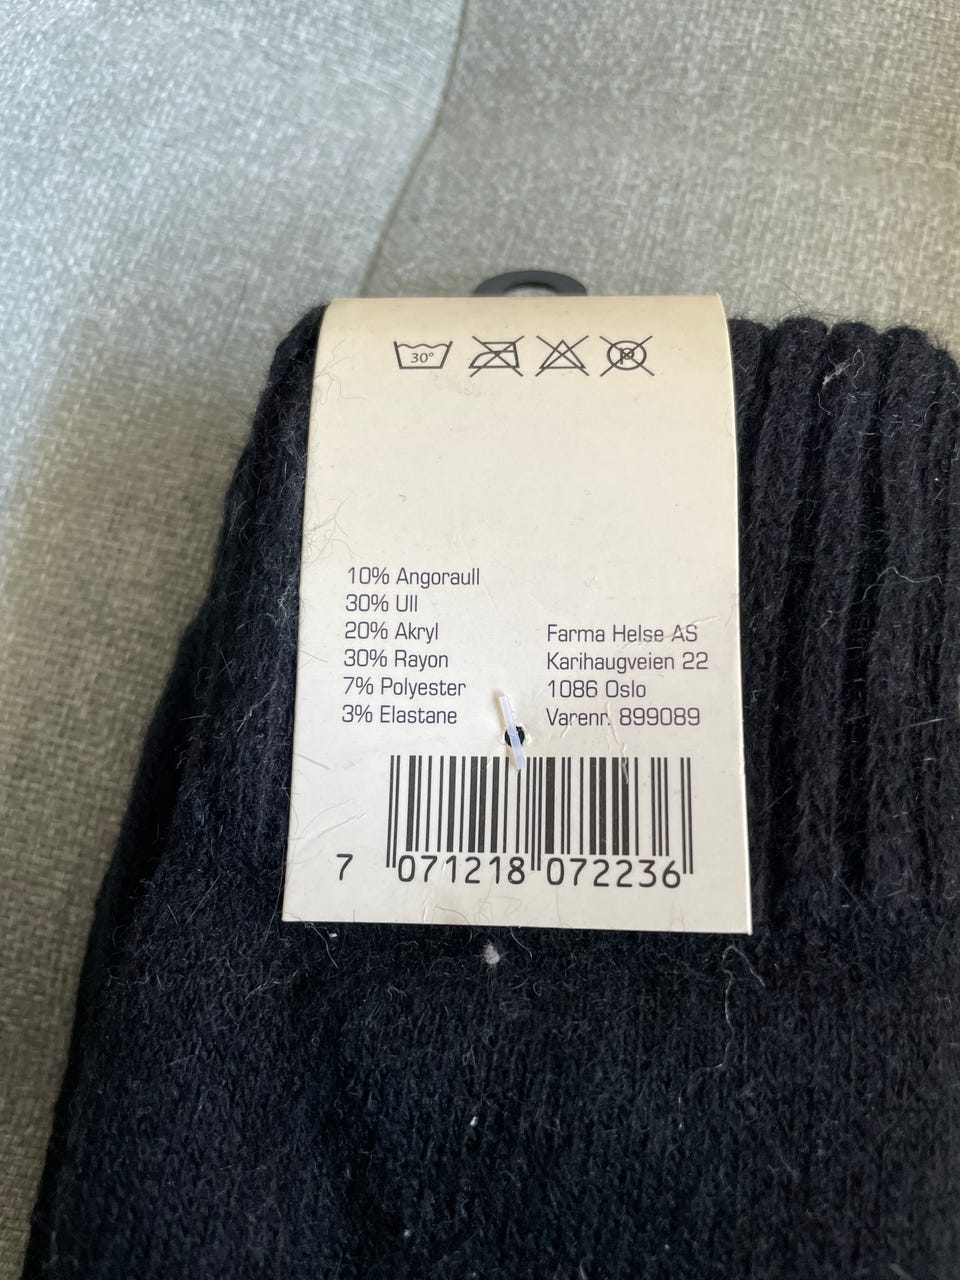 30°
P
10% Angoraull
30% Ull
20% Akryl
30% Rayon
7% Polyester
3% Elastane
Farma Helse AS
Karihaugveien 22
1086 Oslo
Varenr. 899089
7 071218 072236